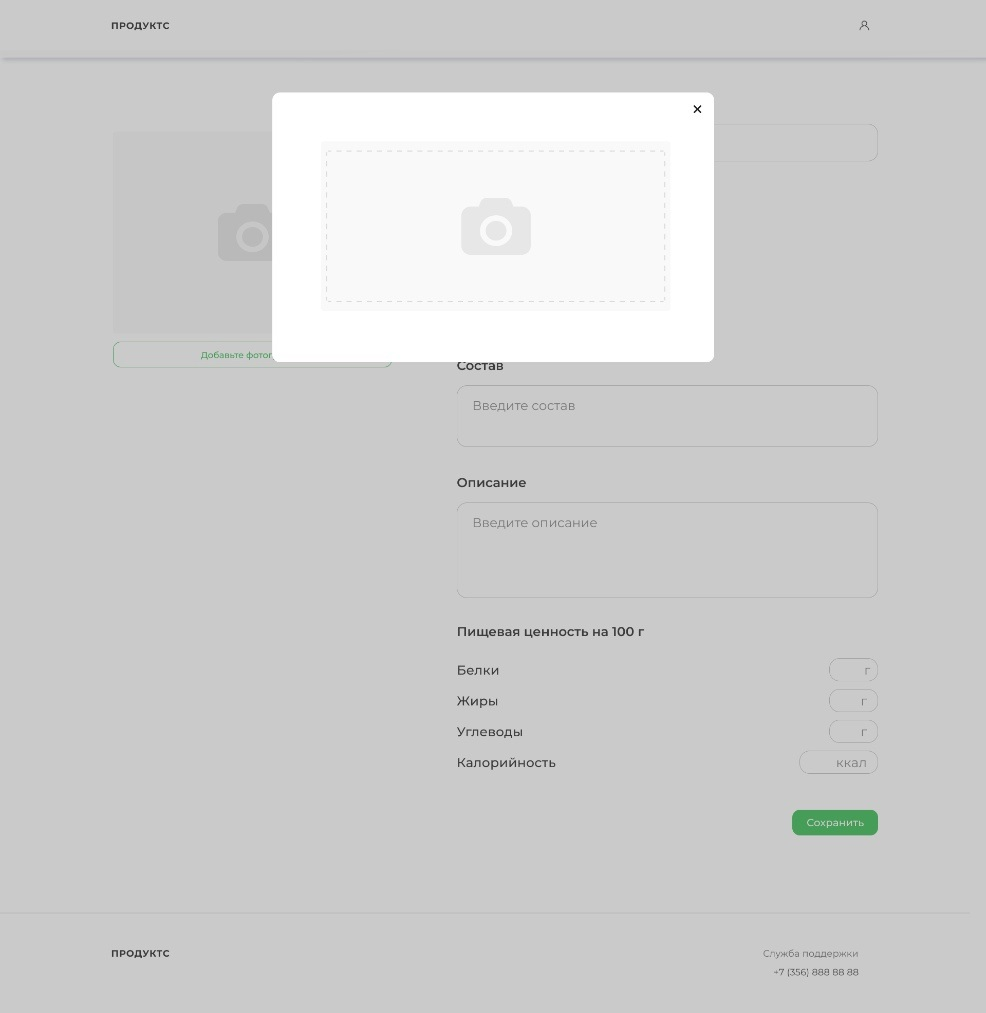 ПРОДУКТС
Добавьте
Состав
Введите состав
Описание
Введите описание
Пищевая ценность на 100 г
Белки
г
Жиры
г
Углеводы
г
Калорийность
ккал
Сохранить
ПРОДУКТС
Служба поддержки
+7 (356) 888 88 88